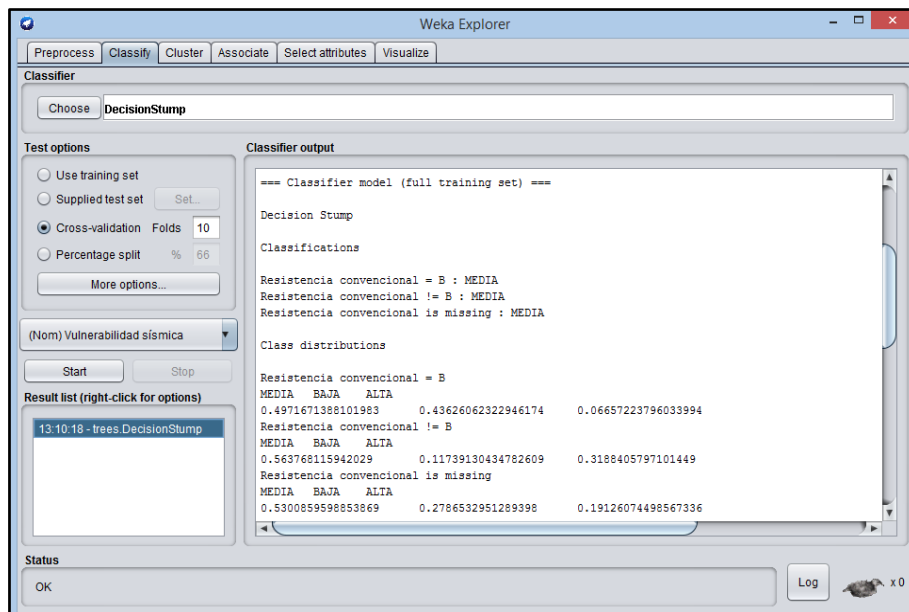 Weka Explorer
Preprocess Classify Cluster Associate Select attributes Visualize
Classifier
Choose DecisionStump
Test options
Use training set
Supplied test set Set...
Cross-validation Folds 10
Percentage split % 66
More options...
(Nom) Vulnerabilidad sísmica
Start Stop
Result list (right-click for options)
13:10:18 - trees.DecisionStump
Classifier output
=== Classifier model (full training set) ===
Decision Stump
Classifications
Resistencia convencional = B : MEDIA
Resistencia convencional != B : MEDIA
Resistencia convencional is missing : MEDIA
Class distributions
Resistencia convencional = B
MEDIA BAJA ALTA
0.4971671388101983 0.43626062322946174 0.06657223796033994
Resistencia convencional != B
MEDIA BAJA ALTA
0.563768115942029 0.11739130434782609 0.3188405797101449
Resistencia convencional is missing
MEDIA BAJA ALTA
0.5300859598853869 0.2786532951289398 0.19126074498567336
Status
OK
Log
x 0